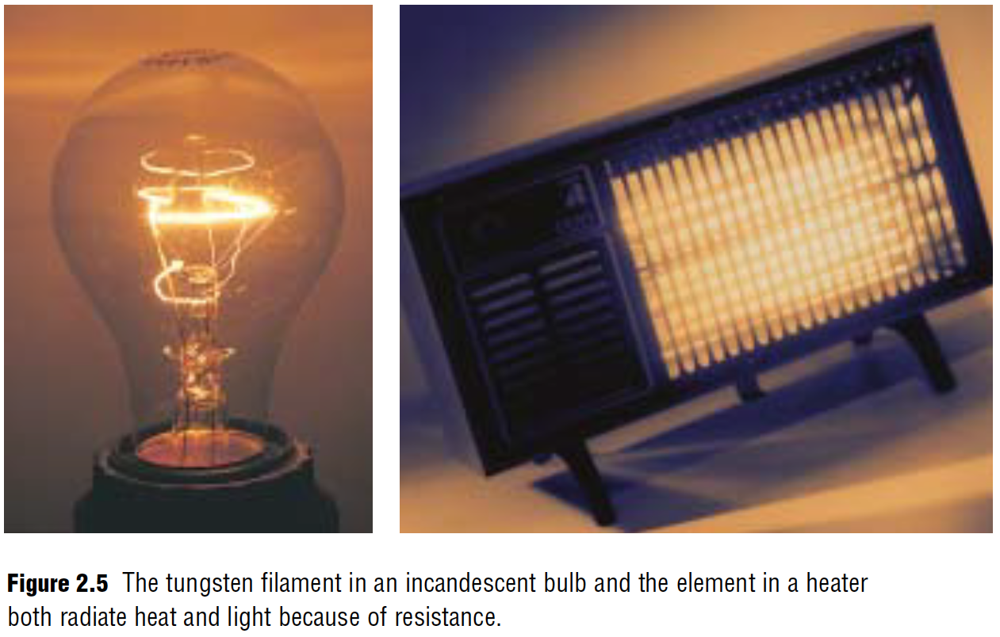 Figure 2.5 The tungsten filament in an incandescent bulb and the element in a heater
both radiate heat and light because of resistance.